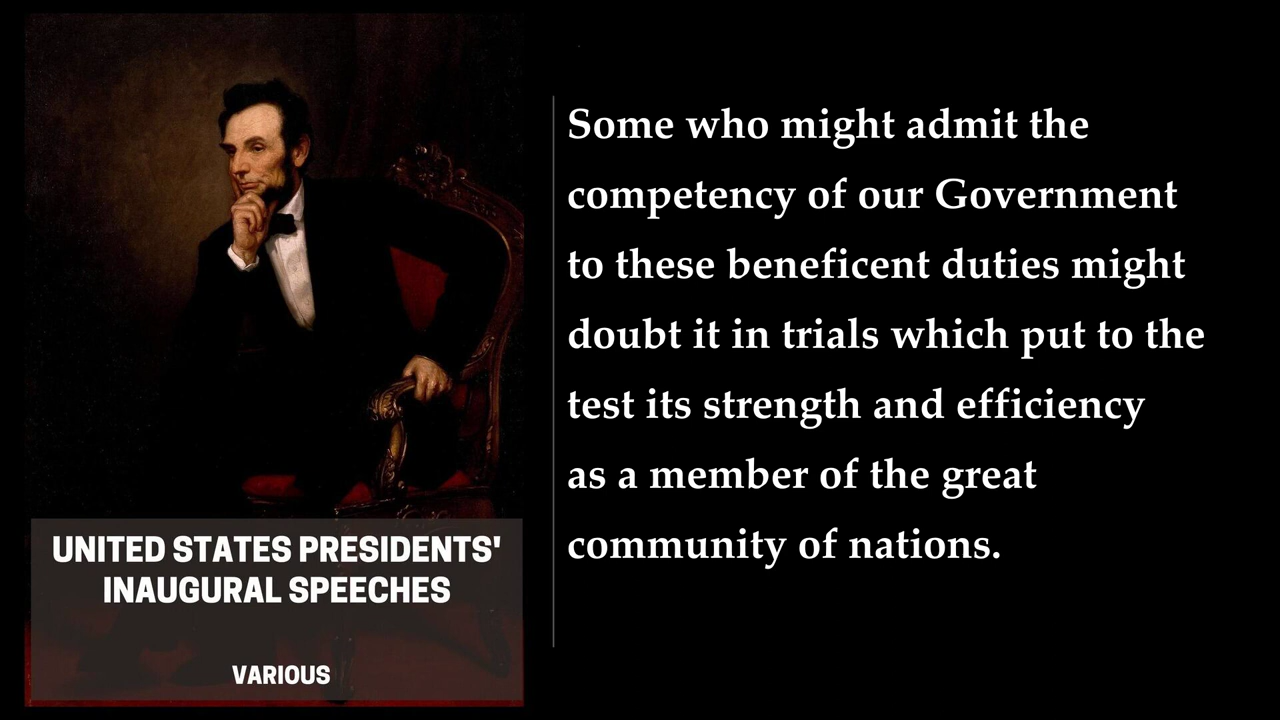 Some who might admit the
competency of our Government
to these beneficent duties might
doubt it in trials which put to the
test its strength and efficiency
as a member of the great
community of nations.
UNITED STATES PRESIDENTS'
INAUGURAL SPEECHES
VARIOUS